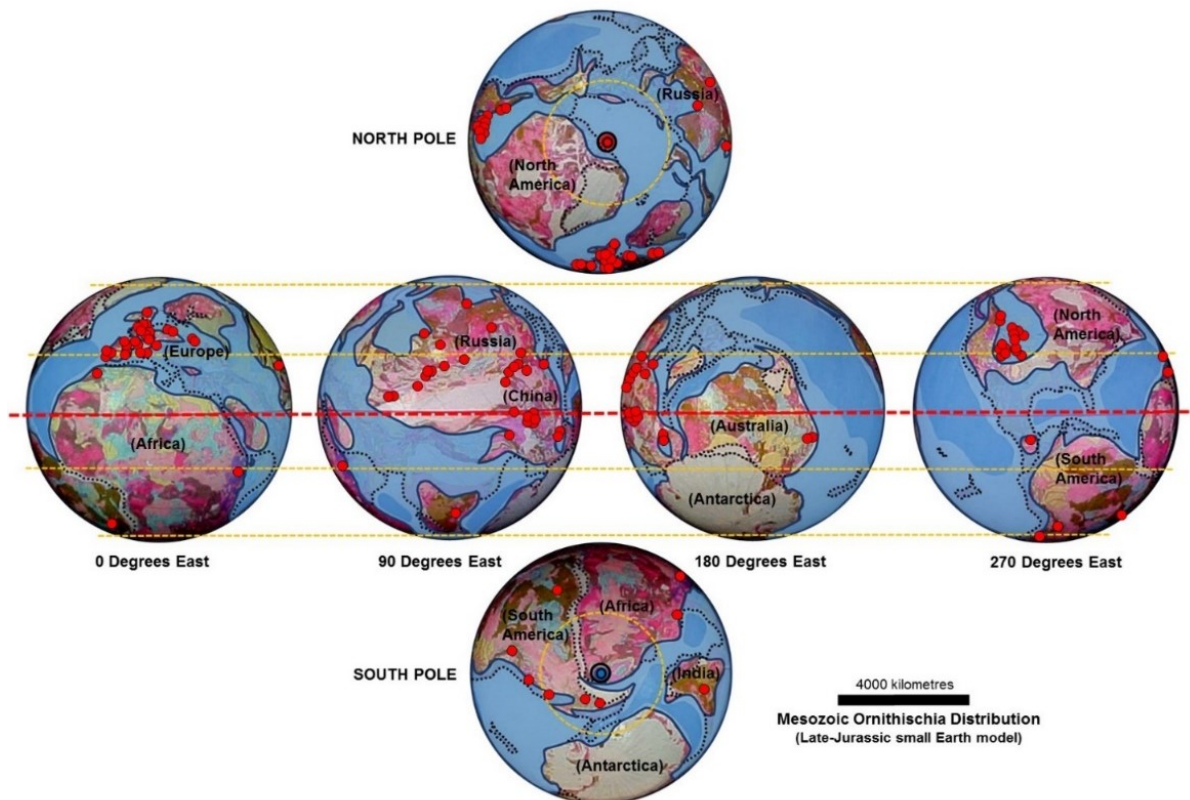 NORTH POLE
(Russia)
(North
America)
(Europe)
(Africa)
(Russia)
(China)
(Australia)
(Antarctica)
(North
America)
(South
America)
0 Degrees East
90 Degrees East
180 Degrees East
270 Degrees East
SOUTH POLE
(South
America)
(Africa)
(India)
(Antarctica)
4000 kilometres
Mesozoic Ornithischia Distribution
(Late-Jurassic small Earth model)